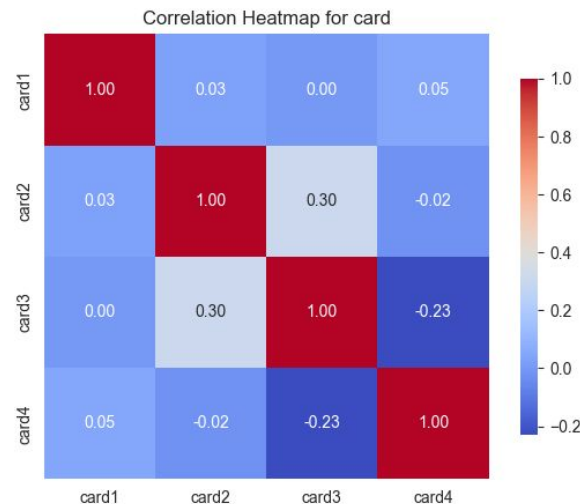 Correlation Heatmap for card
card1 1.00 0.03 0.00 0.05
card2 0.03 1.00 0.30 -0.02
card3 0.00 0.30 1.00 -0.23
card4 0.05 -0.02 -0.23 1.00
card1 card2 card3 card4
1.0
0.8
0.6
0.4
0.2
0.0
−0.2